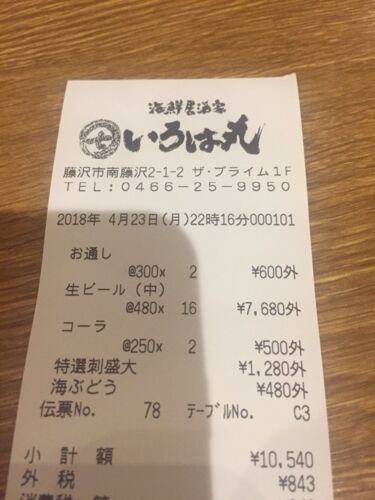 海鮮居酒家
いろは丸
藤沢市南藤沢2-1-2 ザ・プライム1F
TEL:0466-25-9950
2018年 4月23日(月)22時16分000101
お通し
@300x 2 ¥600外
生ビール(中)
@480x 16 ¥7,680外
コーラ
@250x 2 ¥500外
特選刺盛大 ¥1,280外
海ぶどう ¥480外
伝票No. 78 テーブルNo. C3
小計額 ¥10,540
外税 ¥843